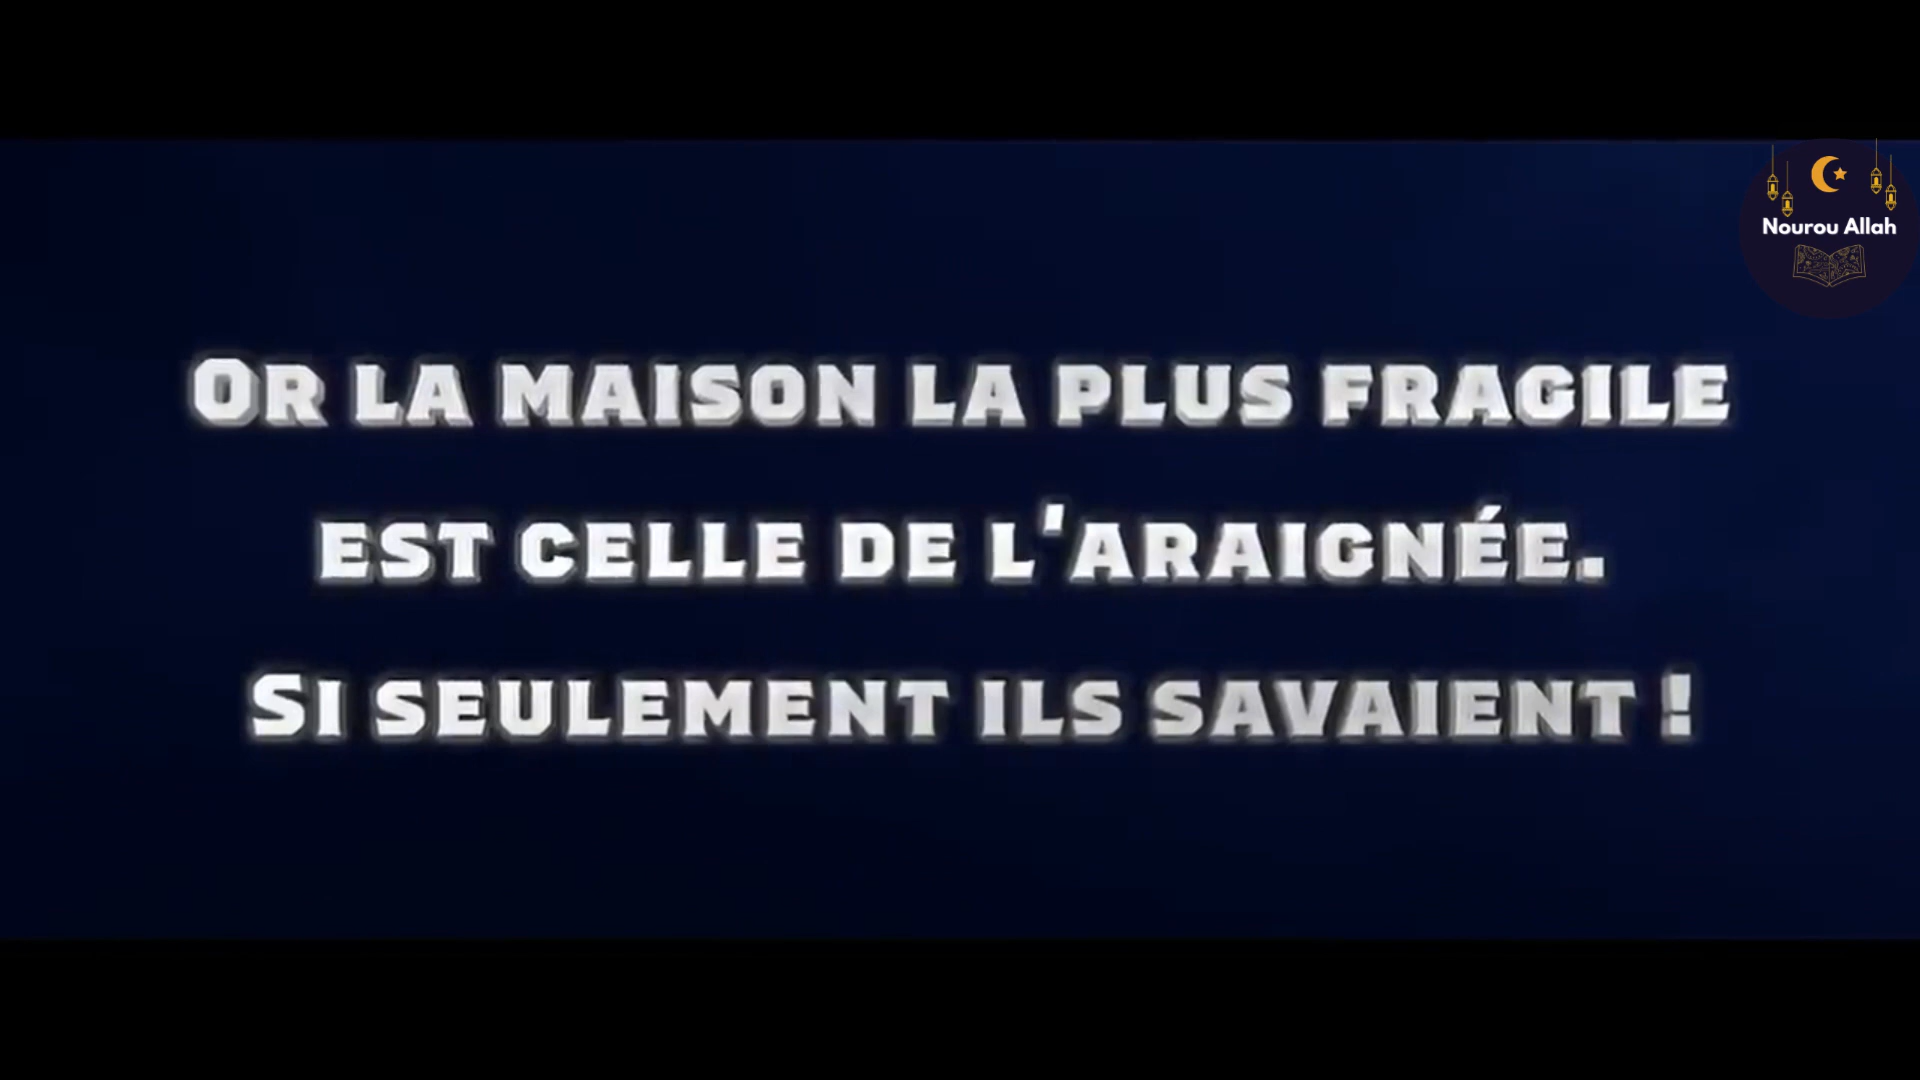 Nourou Allah
OR LA MAISON LA PLUS FRAGILE
EST CELLE DE L'ARAIGNÉE.
SI SEULEMENT ILS SAVAIENT !